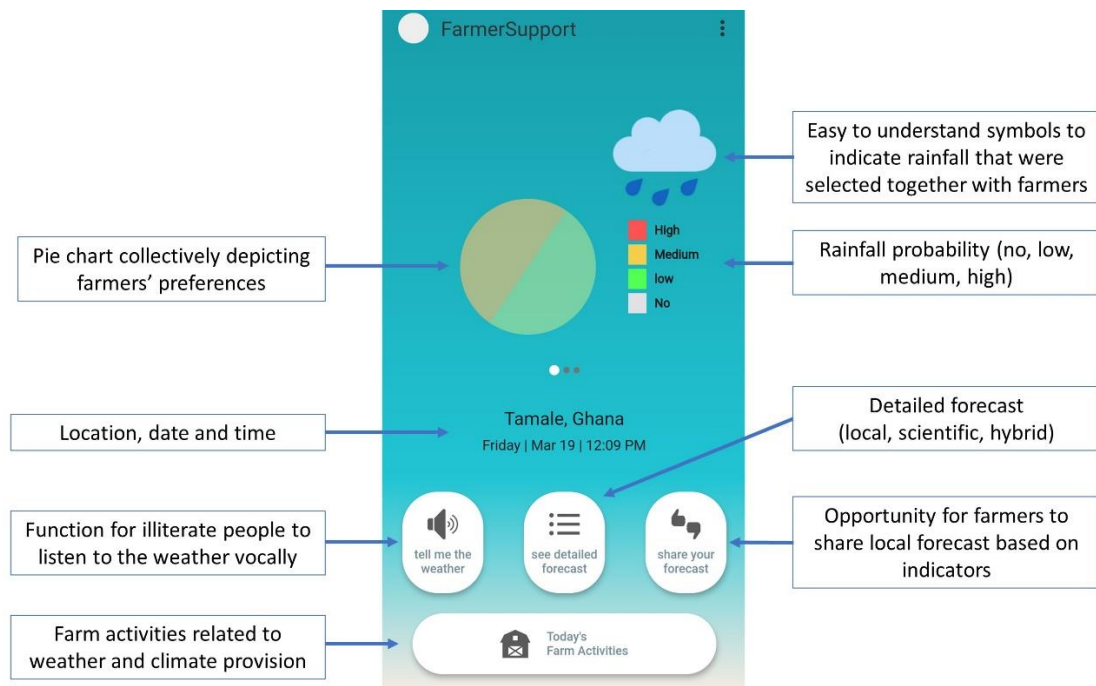 FarmerSupport
Easy to understand symbols to
indicate rainfall that were
selected together with farmers
High
Medium
low
No
Rainfall probability (no, low,
medium, high)
Pie chart collectively depicting
farmers’ preferences
Location, date and time
Tamale, Ghana
Friday | Mar 19 | 12:09 PM
Detailed forecast
(local, scientific, hybrid)
Function for illiterate people to
listen to the weather vocally
tell me the
weather
see detailed
forecast
share your
forecast
Opportunity for farmers to
share local forecast based on
indicators
Farm activities related to
weather and climate provision
Today's
Farm Activities